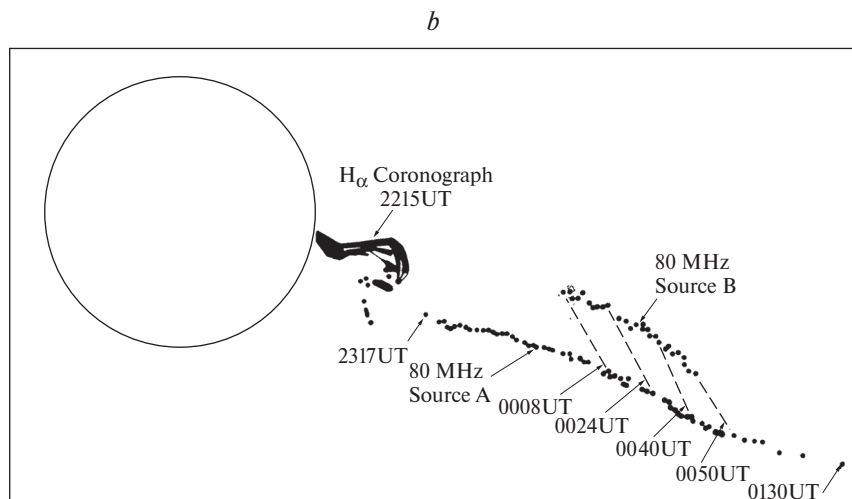 b
Hα Coronograph
2215UT
80 MHz
Source B
2317UT
80 MHz
Source A
0008UT
0024UT
0040UT
0050UT
0130UT